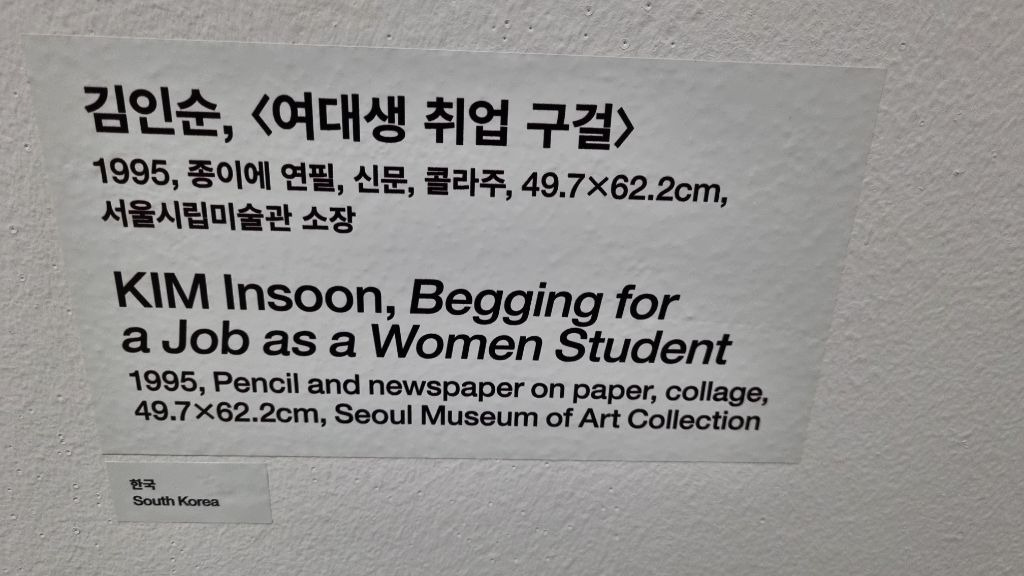 김인순, 〈여대생 취업 구걸〉
1995, 종이에 연필, 신문, 콜라주, 49.7×62.2cm,
서울시립미술관 소장
KIM Insoon, Begging for
a Job as a Women Student
1995, Pencil and newspaper on paper, collage,
49.7×62.2cm, Seoul Museum of Art Collection
한국
South Korea